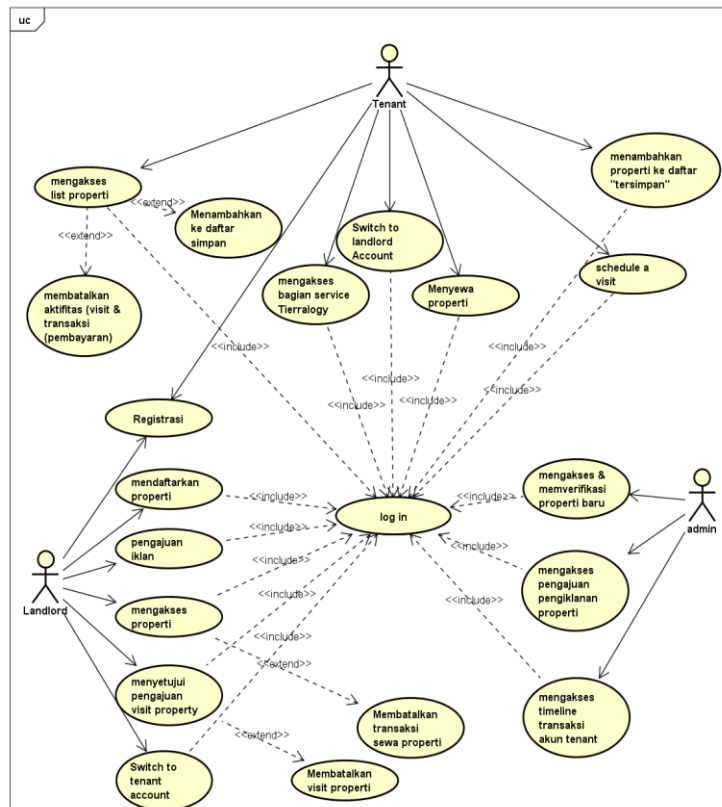 uc
Tenant
mengakses
list properti
<<extend>>
Menambahkan
ke daftar
simpan
menambahkan
properti ke daftar
"tersimpan"
<<extend>>
Switch to
landlord
Account
mengakses
bagian service
Tierralogy
Menyewa
properti
schedule a
visit
membatalkan
aktifitas (visit &
transaksi
(pembayaran)
<<include>>
<<include>>
<<include>>
<<include>>
<<include>>
<<include>>
Registrasi
mendaftarkan
properti
<<include>>
log in
<<include>>
mengakses &
memverifikasi
properti baru
admin
pengajuan
iklan
<<include>>
<<include>>
mengakses
pengajuan
pengiklanan
properti
Landlord
mengakses
properti
<<include>>
<<include>>
<<include>>
<<include>>
<<extend>>
menyetujui
pengajuan
visit property
Membatalkan
transaksi
sewa properti
mengakses
timeline
transaksi
akun tenant
<<extend>>
Switch to
tenant
account
Membatalkan
visit properti